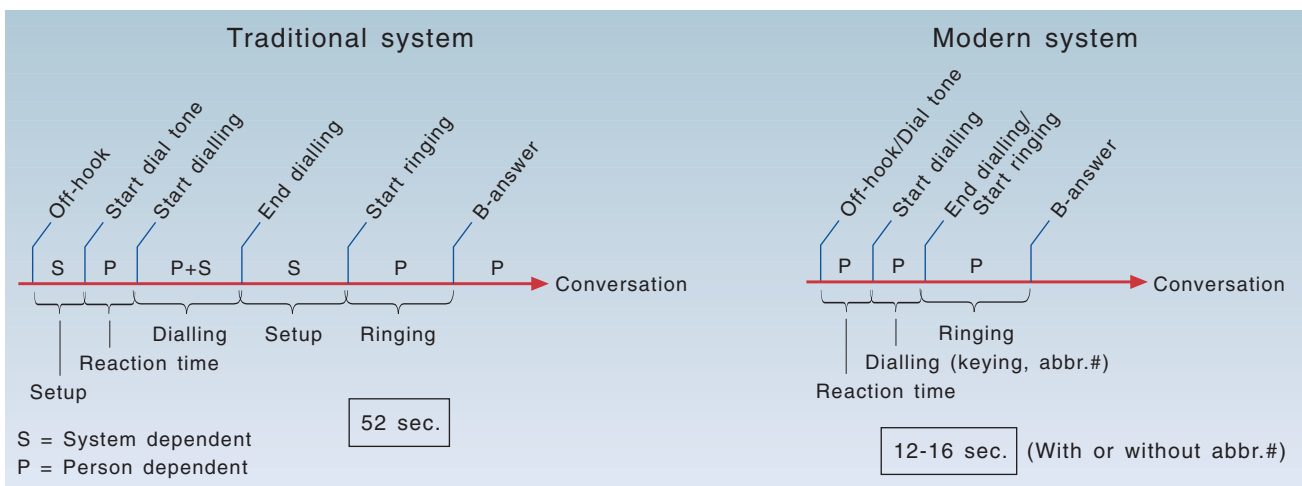 Traditional system
Off-hook
Start dial tone
Start dialling
End dialling
Start ringing
B-answer
S
P
P+S
S
P
P
Conversation
Dialling
Setup
Ringing
Reaction time
Setup
52 sec.
S = System dependent
P = Person dependent
Modern system
Off-hook/Dial tone
Start dialling
End dialling/
Start ringing
B-answer
P
P
P
Conversation
Ringing
Dialling (keying, abbr.#)
Reaction time
12-16 sec.
(With or without abbr.#)